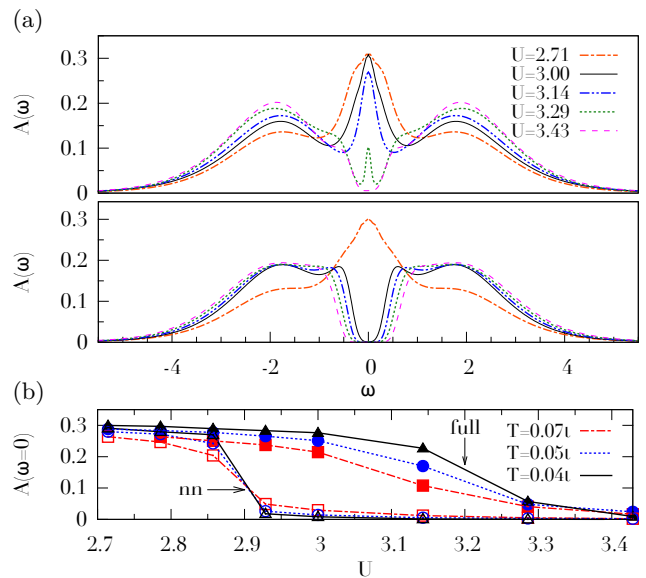 (a)
A(ω)
0.3
0.2
0.1
0
U=2.71
U=3.00
U=3.14
U=3.29
U=3.43
A(ω)
0.3
0.2
0.1
0
-4 -2 0 2 4
ω
(b)
A(ω=0)
0.3
0.2
0.1
0
full
nn
T=0.07t
T=0.05t
T=0.04t
2.7 2.8 2.9 3 3.1 3.2 3.3 3.4
U